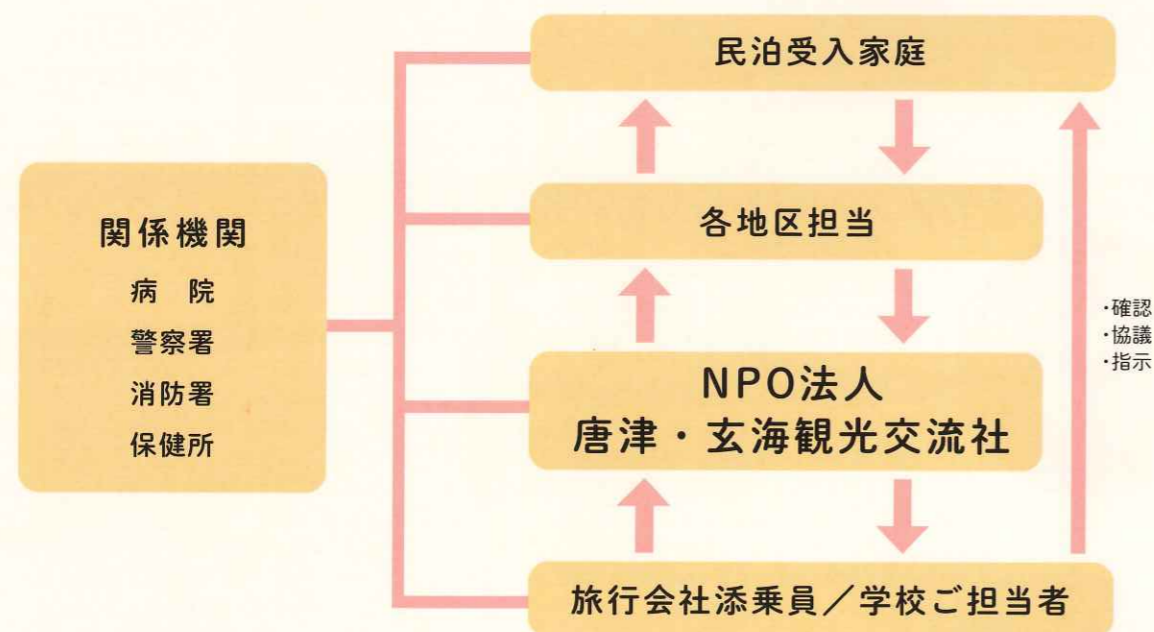 民泊受入家庭
各地区担当
NPO法人
唐津・玄海観光交流社
旅行会社添乗員／学校ご担当者
関係機関
病　院
警察署
消防署
保健所
・確認
・協議
・指示